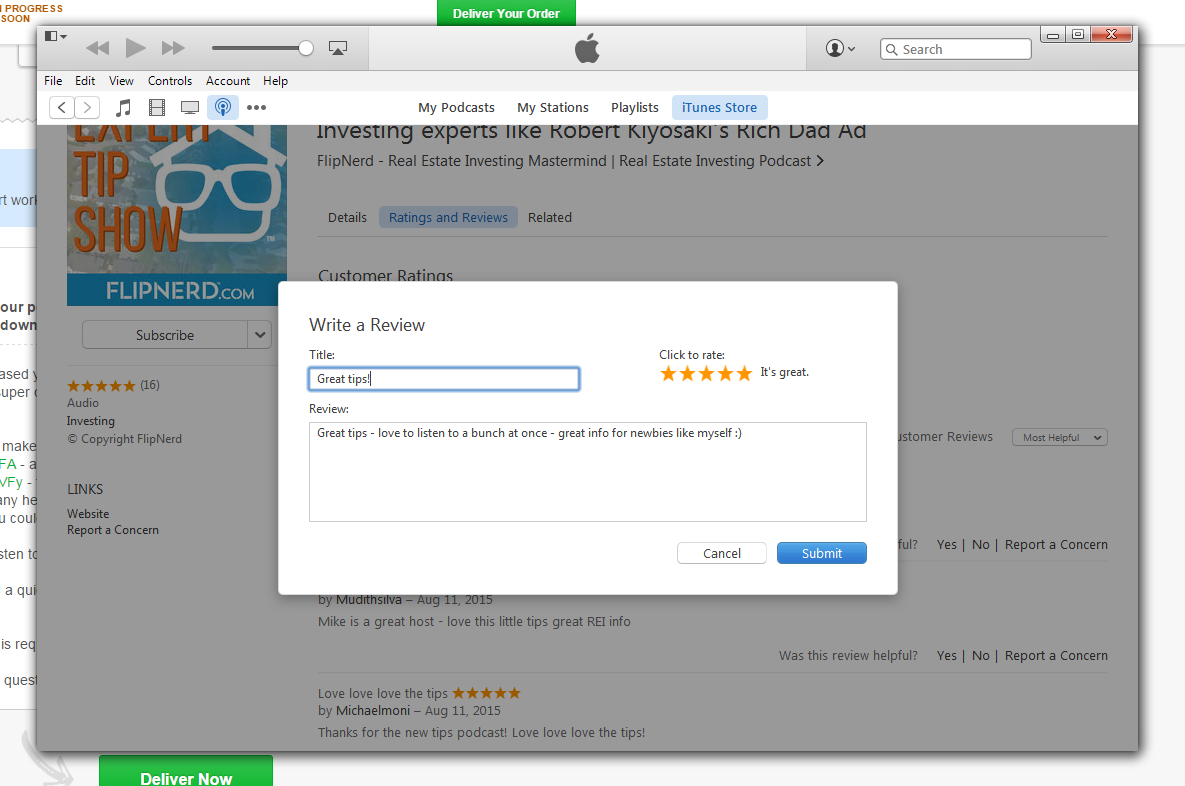 PROGRESS
SOON
Deliver Your Order
Search
File Edit View Controls Account Help
My Podcasts My Stations Playlists iTunes Store
EXPERT
TIP
SHOW
™
FLIPNERD.COM
Investing experts like Robert Kiyosaki's Rich Dad Ad
FlipNerd - Real Estate Investing Mastermind | Real Estate Investing Podcast >
Details Ratings and Reviews Related
Customer Ratings
Subscribe
(16)
Audio
Investing
© Copyright FlipNerd
LINKS
Website
Report a Concern
Write a Review
Title:
Great tips!
Click to rate:
It's great.
Review:
Great tips - love to listen to a bunch at once - great info for newbies like myself :)
Cancel Submit
ustomer Reviews Most Helpful
ful? Yes | No | Report a Concern
by Mudithsilva – Aug 11, 2015
Mike is a great host - love this little tips great REI info
Was this review helpful? Yes | No | Report a Concern
Love love love the tips ★★★★★
by Michaelmoni – Aug 11, 2015
Thanks for the new tips podcast! Love love love the tips!
rt work
our p
down
ased y
super
make
FA - a
VFy -
any he
u coul
sten to
a qui
is req
quest
Deliver Now